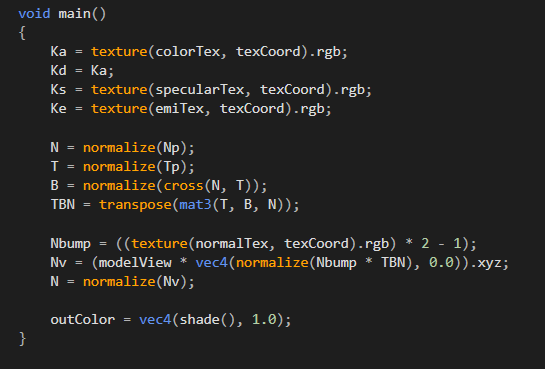 void main()
{
    Ka = texture(colorTex, texCoord).rgb;
    Kd = Ka;
    Ks = texture(specularTex, texCoord).rgb;
    Ke = texture(emiTex, texCoord).rgb;

    N = normalize(Np);
    T = normalize(Tp);
    B = normalize(cross(N, T));
    TBN = transpose(mat3(T, B, N));

    Nbump = ((texture(normalTex, texCoord).rgb) * 2 - 1);
    Nv = (modelView * vec4(normalize(Nbump * TBN), 0.0)).xyz;
    N = normalize(Nv);

    outColor = vec4(shade(), 1.0);
}